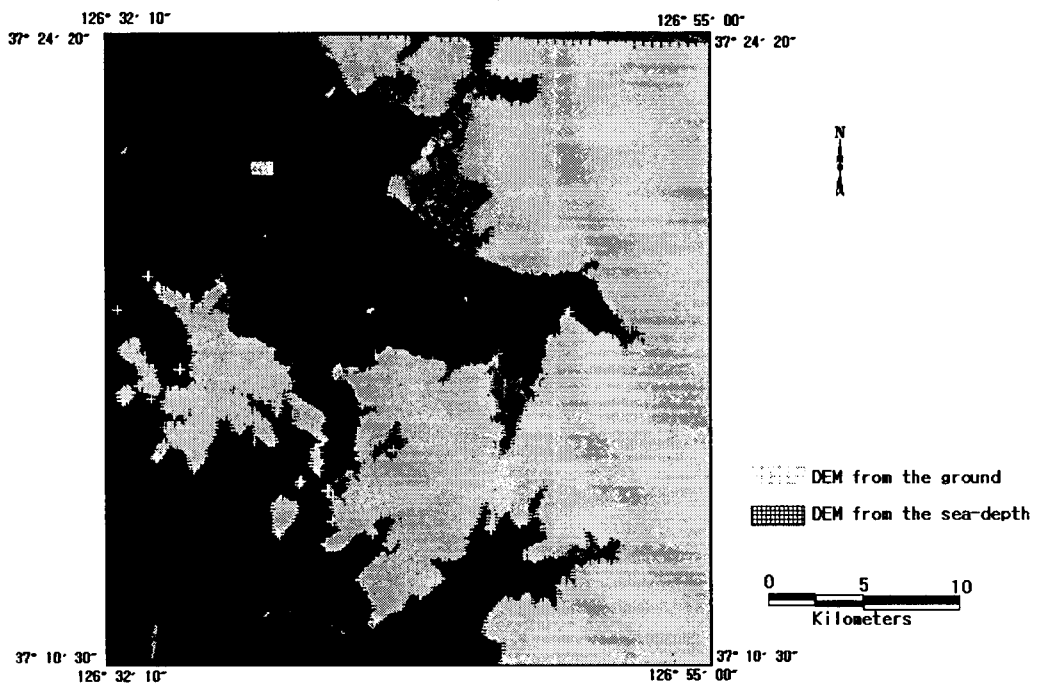 126° 32′ 10″ 126° 55′ 00″
37° 24′ 20″ 37° 24′ 20″
N
DEM from the ground
DEM from the sea-depth
0 5 10
Kilometers
37° 10′ 30″ 37° 10′ 30″
126° 32′ 10″ 126° 55′ 00″